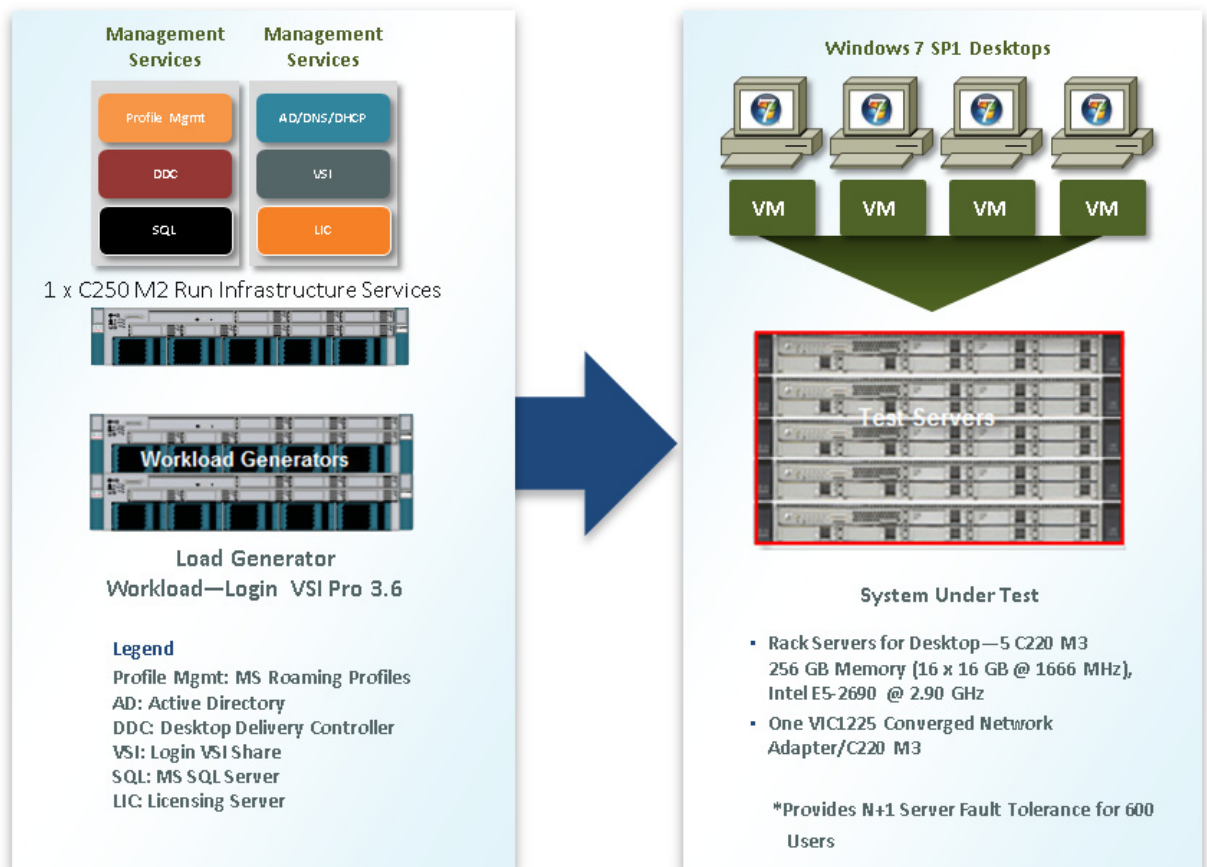 Management
Services
Management
Services
Profile Mgmt
AD/DNS/DHCP
DDC
VSI
SQL
LIC
1 x C250 M2 Run Infrastructure Services
Workload Generators
Load Generator
Workload—Login VSI Pro 3.6
Legend
Profile Mgmt: MS Roaming Profiles
AD: Active Directory
DDC: Desktop Delivery Controller
VSI: Login VSI Share
SQL: MS SQL Server
LIC: Licensing Server
Windows 7 SP1 Desktops
7
7
7
7
VM
VM
VM
VM
Test Servers
System Under Test
▪ Rack Servers for Desktop—5 C220 M3
256 GB Memory (16 x 16 GB @ 1666 MHz),
Intel E5-2690 @ 2.90 GHz
▪ One VIC1225 Converged Network
Adapter/C220 M3
*Provides N+1 Server Fault Tolerance for 600
Users